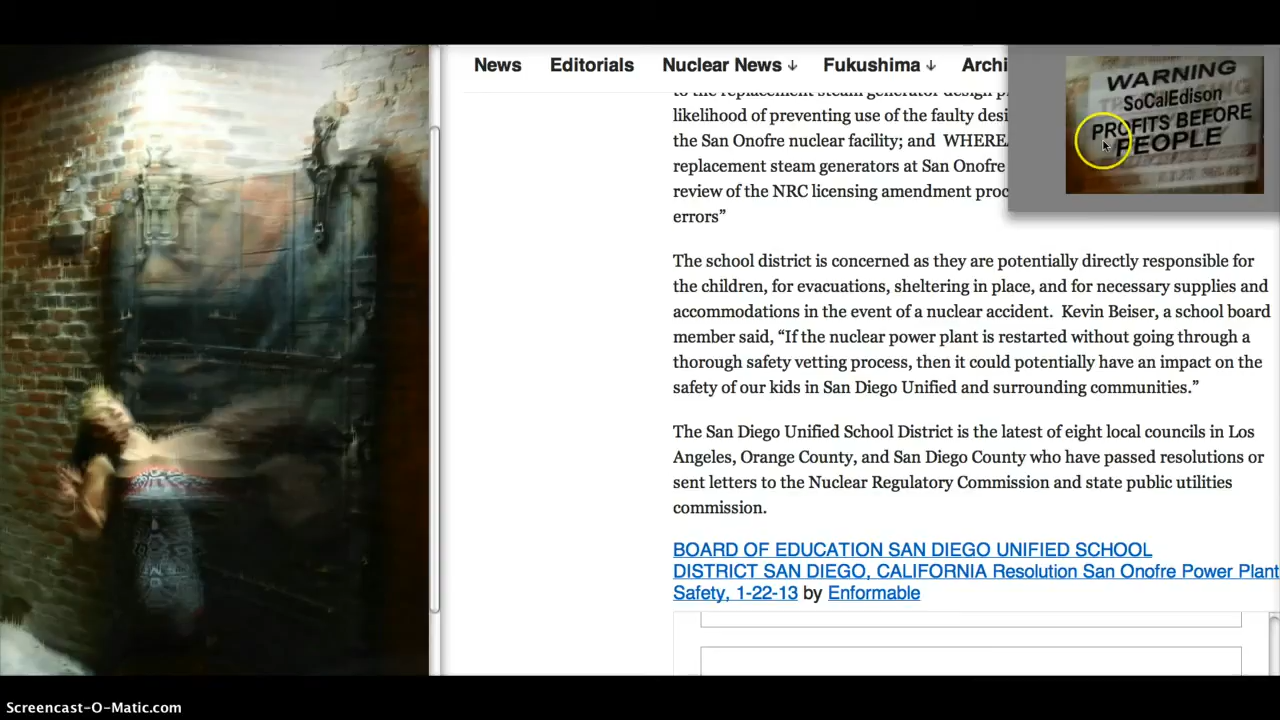 News Editorials Nuclear News ↓ Fukushima ↓ Archi
to the replacement steam generator design p
likelihood of preventing use of the faulty desi
the San Onofre nuclear facility; and WHEREA
replacement steam generators at San Onofre
review of the NRC licensing amendment proc
errors”
WARNING
SoCalEdison
PROFITS BEFORE
PEOPLE
The school district is concerned as they are potentially directly responsible for
the children, for evacuations, sheltering in place, and for necessary supplies and
accommodations in the event of a nuclear accident. Kevin Beiser, a school board
member said, “If the nuclear power plant is restarted without going through a
thorough safety vetting process, then it could potentially have an impact on the
safety of our kids in San Diego Unified and surrounding communities.”
The San Diego Unified School District is the latest of eight local councils in Los
Angeles, Orange County, and San Diego County who have passed resolutions or
sent letters to the Nuclear Regulatory Commission and state public utilities
commission.
BOARD OF EDUCATION SAN DIEGO UNIFIED SCHOOL
DISTRICT SAN DIEGO, CALIFORNIA Resolution San Onofre Power Plant
Safety, 1-22-13 by Enformable
Screencast-O-Matic.com